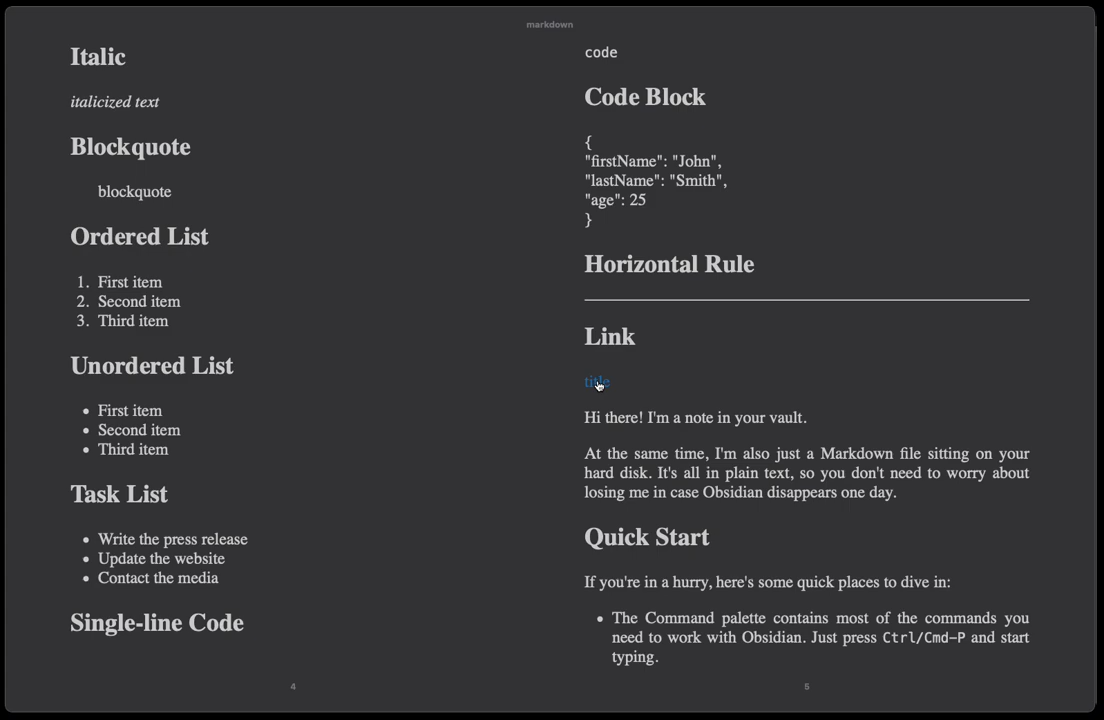 markdown
Italic
italicized text
Blockquote
blockquote
Ordered List
1. First item
2. Second item
3. Third item
Unordered List
• First item
• Second item
• Third item
Task List
• Write the press release
• Update the website
• Contact the media
Single-line Code
4
code
Code Block
{
"firstName": "John",
"lastName": "Smith",
"age": 25
}
Horizontal Rule
Link
title
Hi there! I'm a note in your vault.
At the same time, I'm also just a Markdown file sitting on your
hard disk. It's all in plain text, so you don't need to worry about
losing me in case Obsidian disappears one day.
Quick Start
If you're in a hurry, here's some quick places to dive in:
• The Command palette contains most of the commands you
need to work with Obsidian. Just press Ctrl/Cmd-P and start
typing.
5